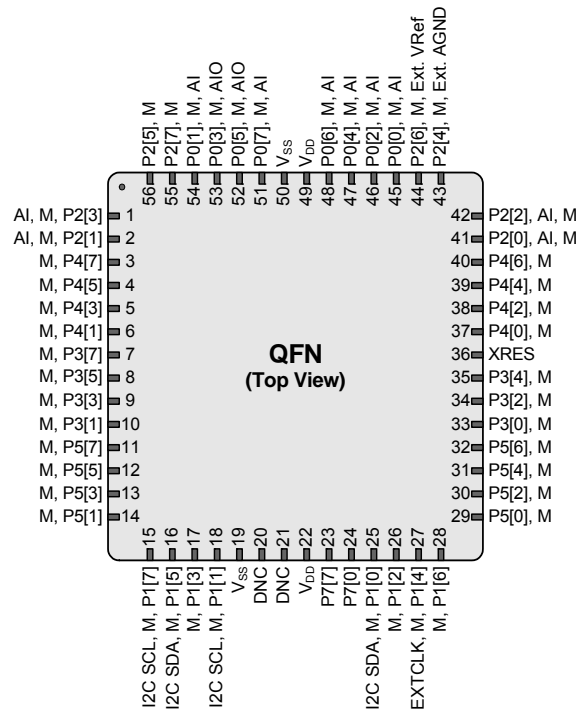 P2[5], M
P2[7], M
P0[1], M, AI
P0[3], M, AIO
P0[5], M, AIO
P0[7], M, AI
VSS
VDD
P0[6], M, AI
P0[4], M, AI
P0[2], M, AI
P0[0], M, AI
P2[6], M, Ext. VRef
P2[4], M, Ext. AGND
56 55 54 53 52 51 50 49 48 47 46 45 44 43
AI, M, P2[3] 1 42 P2[2], AI, M
AI, M, P2[1] 2 41 P2[0], AI, M
M, P4[7] 3 40 P4[6], M
M, P4[5] 4 39 P4[4], M
M, P4[3] 5 38 P4[2], M
M, P4[1] 6 37 P4[0], M
M, P3[7] 7 QFN 36 XRES
M, P3[5] 8 (Top View) 35 P3[4], M
M, P3[3] 9 34 P3[2], M
M, P3[1] 10 33 P3[0], M
M, P5[7] 11 32 P5[6], M
M, P5[5] 12 31 P5[4], M
M, P5[3] 13 30 P5[2], M
M, P5[1] 14 29 P5[0], M
15 16 17 18 19 20 21 22 23 24 25 26 27 28
I2C SCL, M, P1[7]
I2C SDA, M, P1[5]
M, P1[3]
I2C SCL, M, P1[1]
VSS
DNC
DNC
VDD
P7[7]
P7[0]
I2C SDA, M, P1[0]
M, P1[2]
EXTCLK, M, P1[4]
M, P1[6]